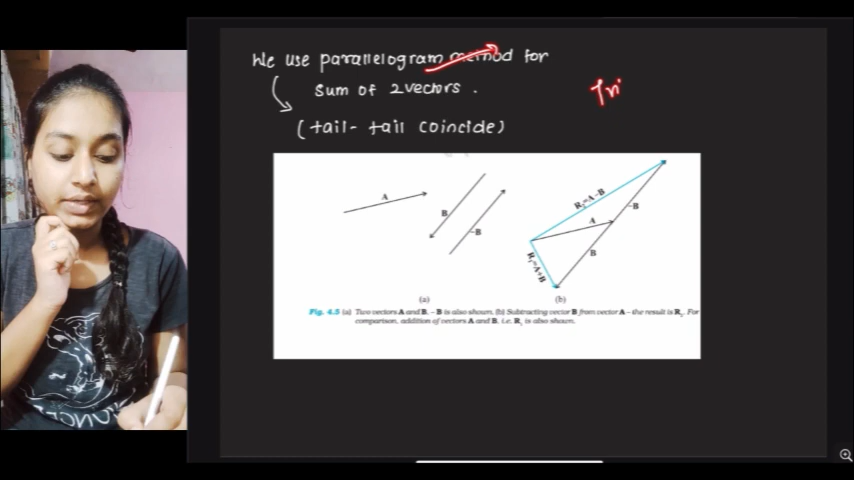 We use parallelogram method for
sum of 2 vectors .
(tail- tail coincide)
Tri
A
B
-B
R₂=A-B
A
-B
B
R₁=A+B
(a)
(b)
Fig. 4.5 (a) Two vectors A and B, – B is also shown. (b) Subtracting vector B from vector A – the result is R₂. For
comparison, addition of vectors A and B, i.e. R₁ is also shown.